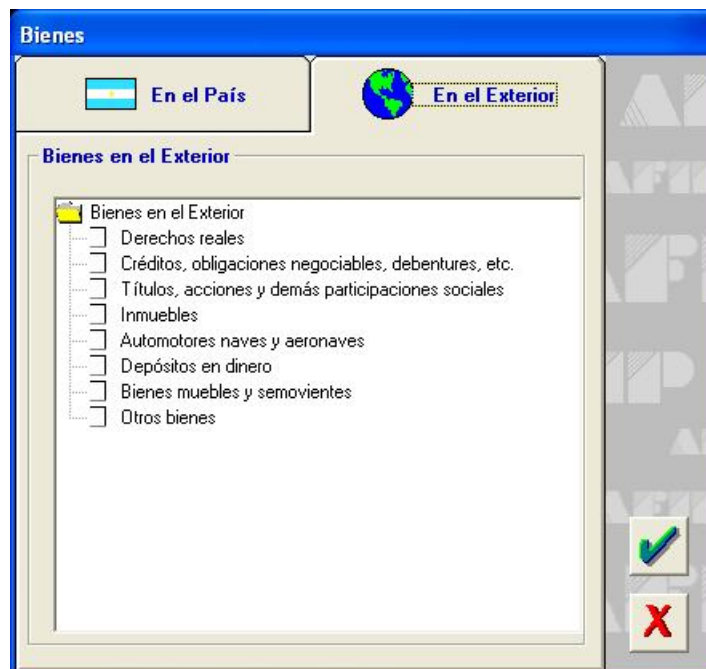 Bienes
En el País
En el Exterior
Bienes en el Exterior
Bienes en el Exterior
Derechos reales
Créditos, obligaciones negociables, debentures, etc.
Títulos, acciones y demás participaciones sociales
Inmuebles
Automotores naves y aeronaves
Depósitos en dinero
Bienes muebles y semovientes
Otros bienes